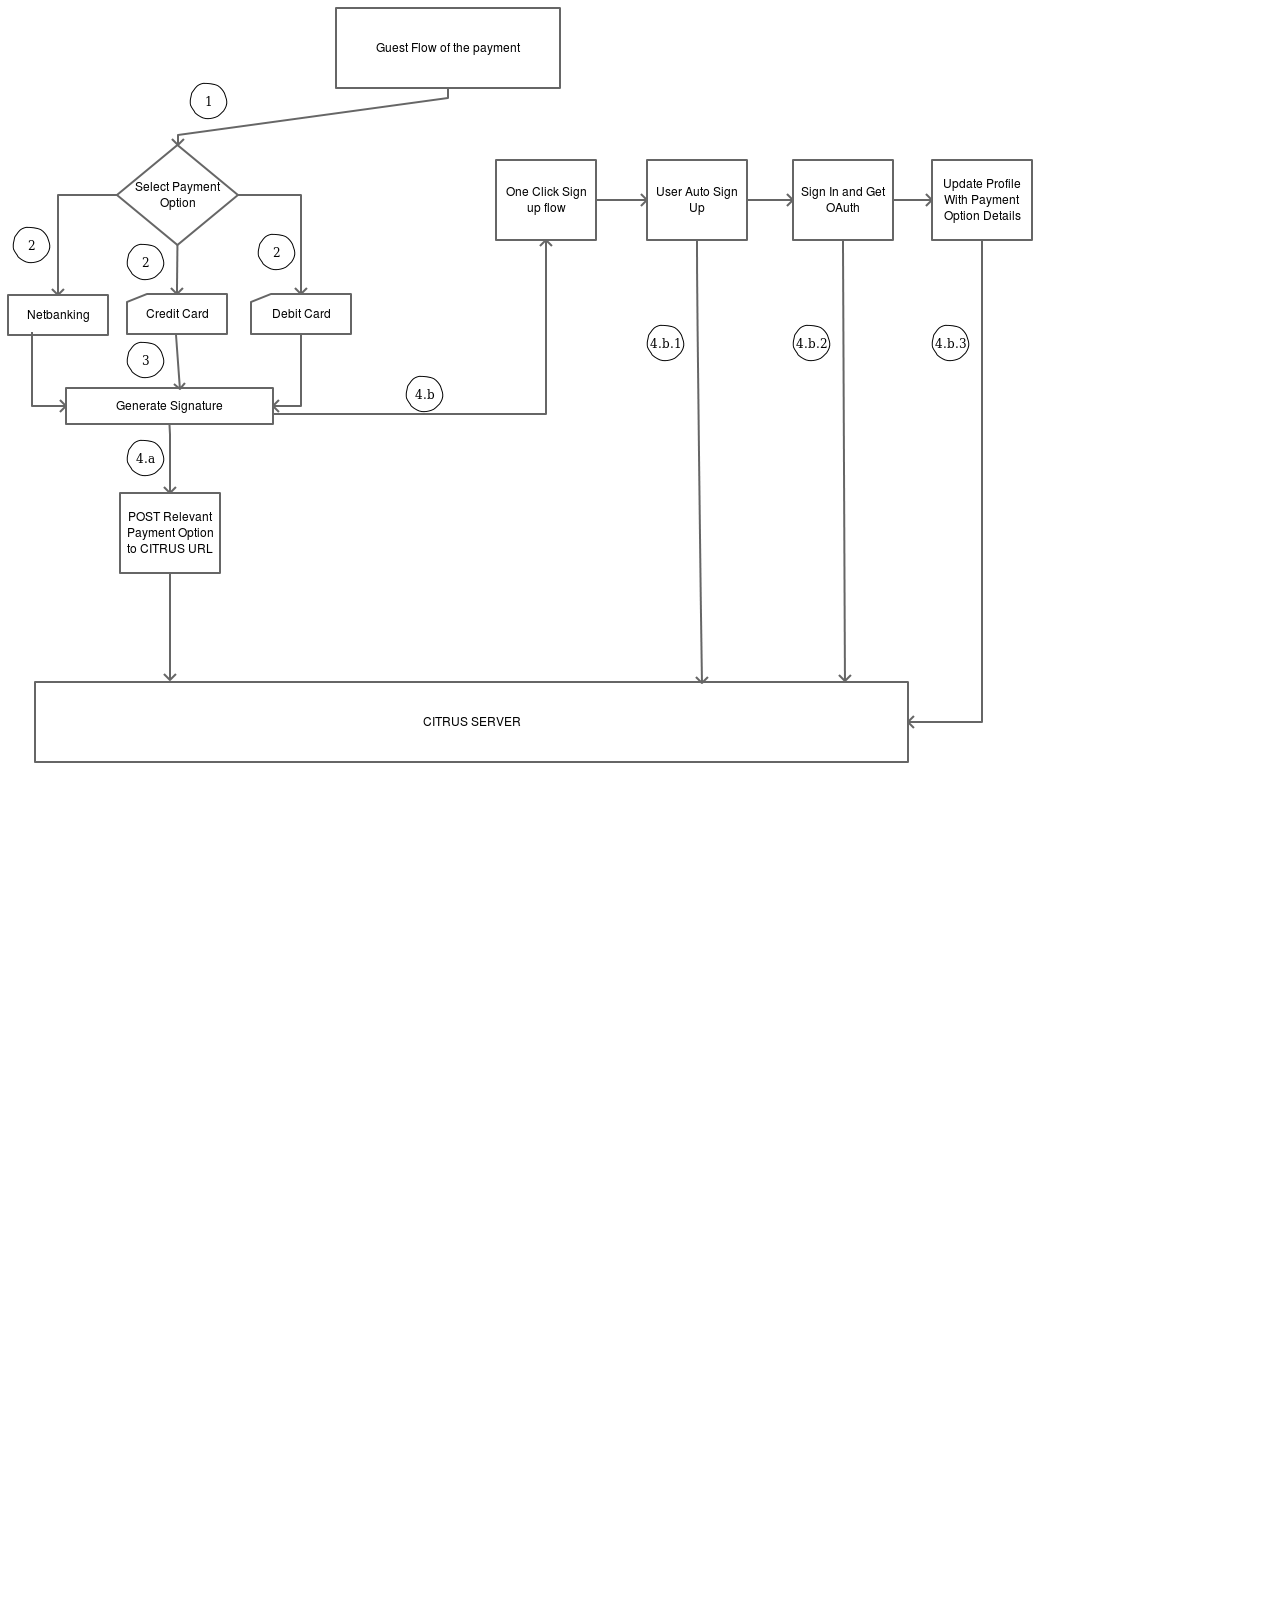 Guest Flow of the payment
1
Select Payment
Option
One Click Sign
up flow
User Auto Sign
Up
Sign In and Get
OAuth
Update Profile
With Payment
Option Details
2
2
2
Netbanking
Credit Card
Debit Card
3
4.b.1
4.b.2
4.b.3
Generate Signature
4.b
4.a
POST Relevant
Payment Option
to CITRUS URL
CITRUS SERVER